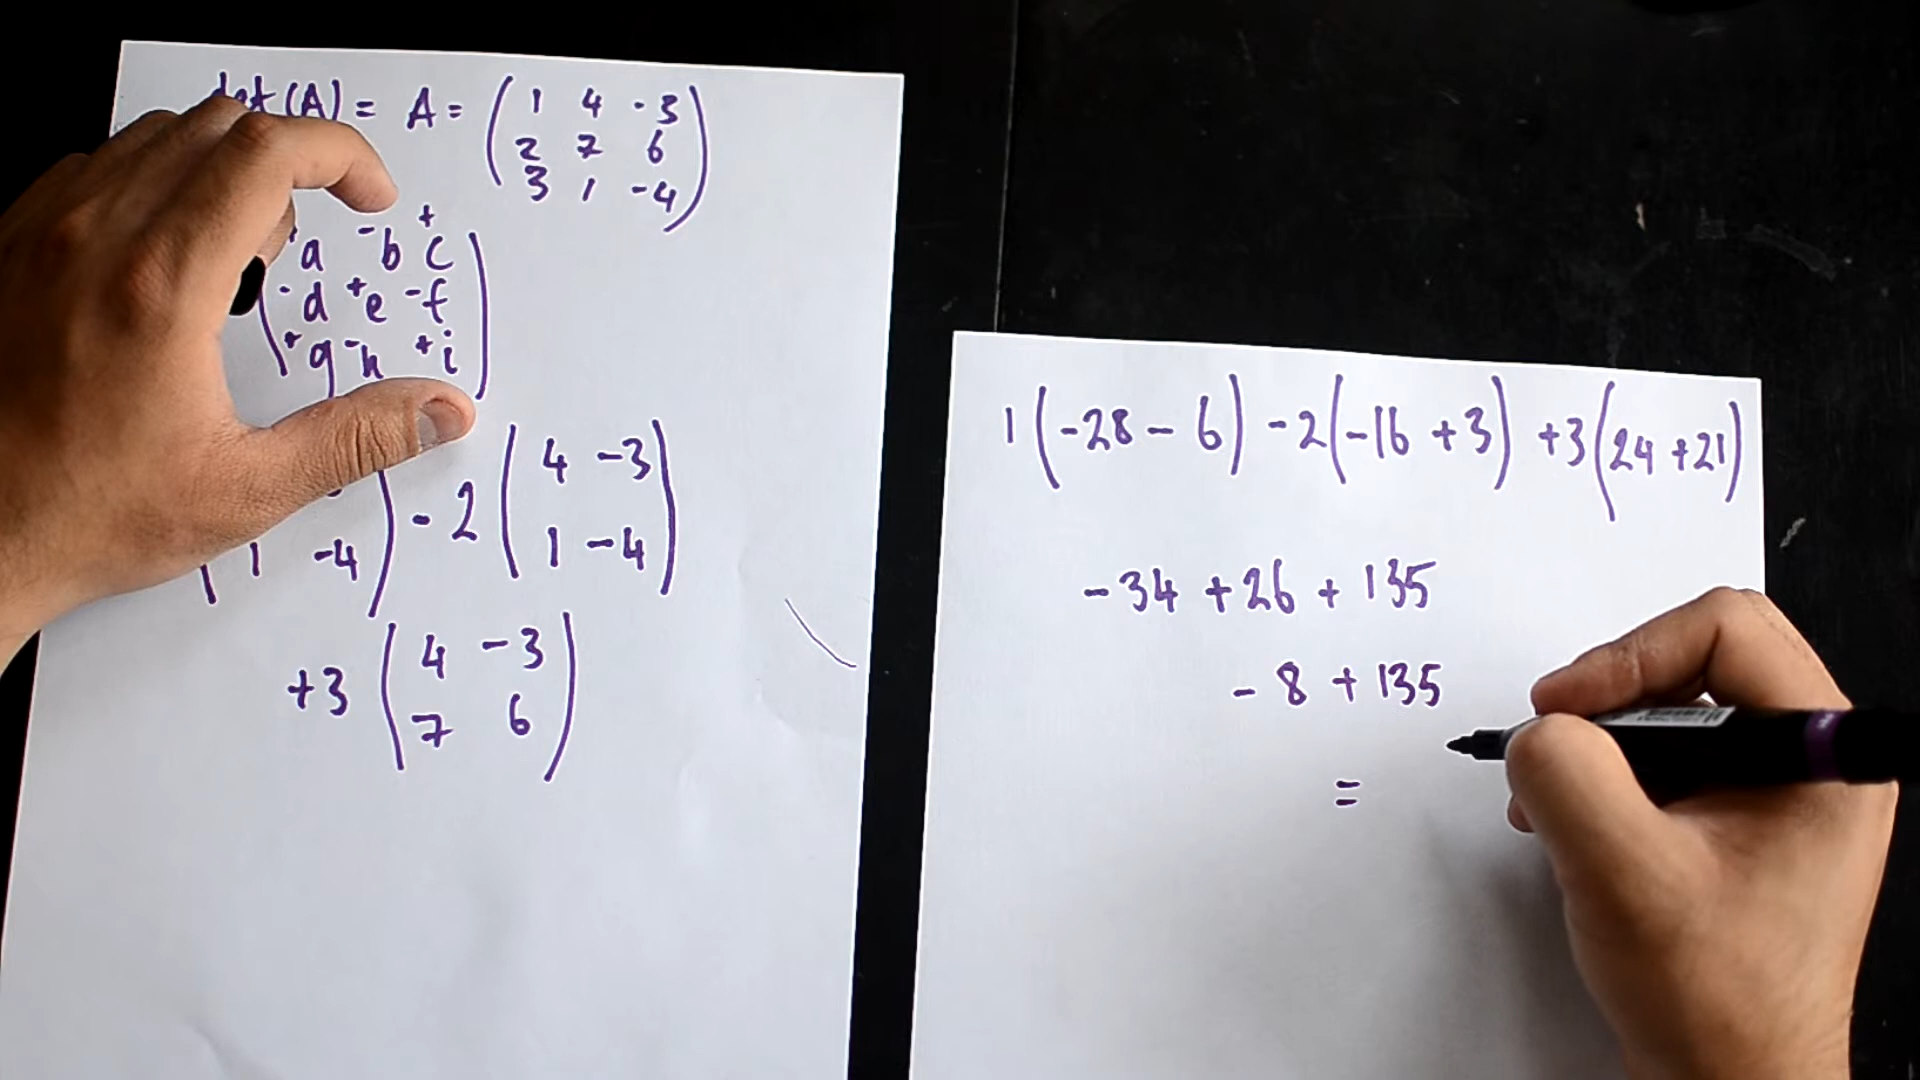 (A) = A = ( 1 4 -3
2 7 6
3 1 -4 )
+ a - b + c
- d + e - f
+ g - h + i
- 2 ( 4 -3
1 -4 ) 1 -4 )
+3 ( 4 -3
7 6 )
1 ( -28 - 6 ) -2 ( -16 +3 ) +3 ( 24 +21 )
-34 +26 + 135
- 8 + 135
=